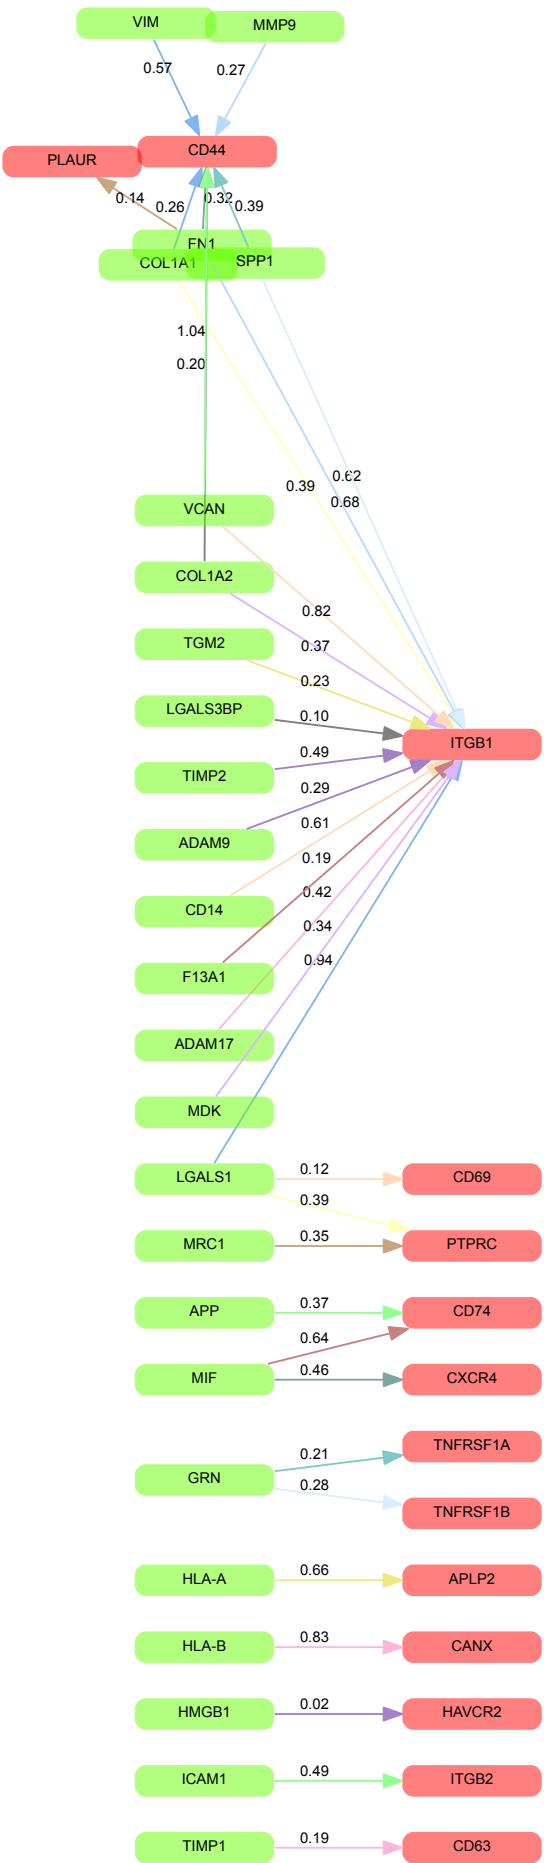 VIM
MMP9
0.57
0.27
CD44
PLAUR
0.14
0.26
0.32
0.39
FN1
COL1A1
SPP1
1.04
0.20
0.62
0.39
0.68
VCAN
COL1A2
0.82
TGM2
0.37
0.23
LGALS3BP
0.10
ITGB1
0.49
TIMP2
0.29
ADAM9
0.61
0.19
0.42
CD14
0.34
0.94
F13A1
ADAM17
MDK
LGALS1
0.12
CD69
0.39
MRC1
0.35
PTPRC
APP
0.37
CD74
0.64
MIF
0.46
CXCR4
TNFRSF1A
0.21
GRN
0.28
TNFRSF1B
HLA-A
0.66
APLP2
HLA-B
0.83
CANX
HMGB1
0.02
HAVCR2
ICAM1
0.49
ITGB2
TIMP1
0.19
CD63